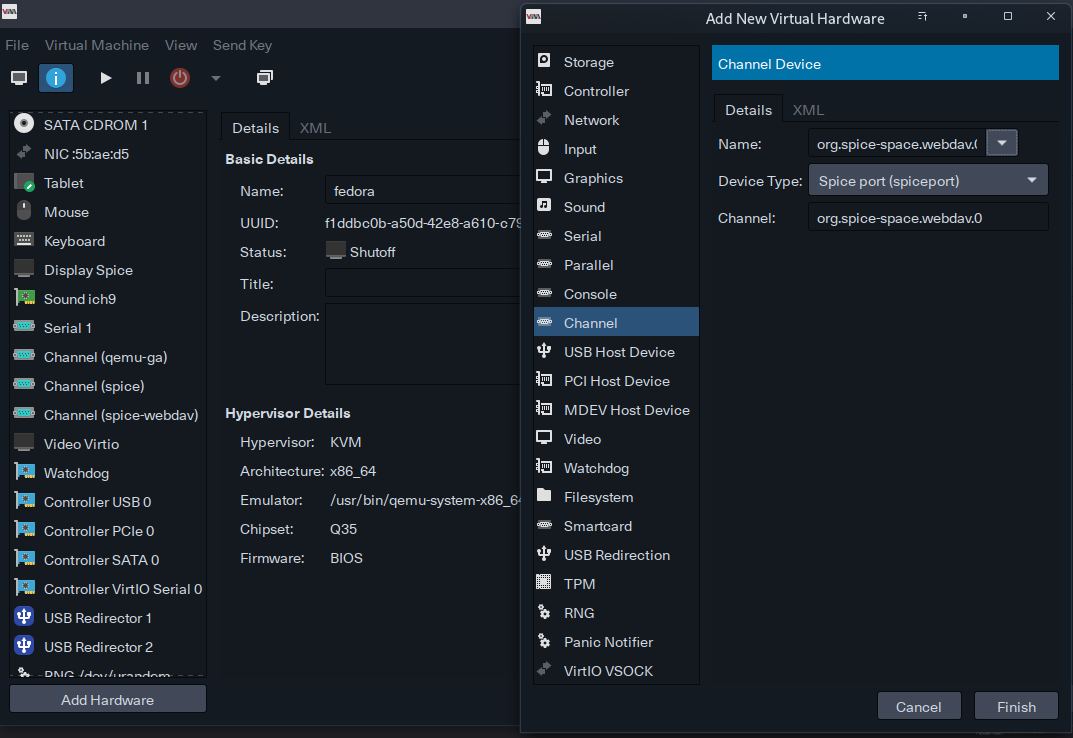 File Virtual Machine View Send Key
SATA CDROM 1
NIC :5b:ae:d5
Tablet
Mouse
Keyboard
Display Spice
Sound ich9
Serial 1
Channel (qemu-ga)
Channel (spice)
Channel (spice-webdav)
Video Virtio
Watchdog
Controller USB 0
Controller PCIe 0
Controller SATA 0
Controller VirtIO Serial 0
USB Redirector 1
USB Redirector 2
RNG /dev/urandom
Add Hardware
Details XML
Basic Details
Name: fedora
UUID: f1ddbc0b-a50d-42e8-a610-c79
Status: Shutoff
Title:
Description:
Hypervisor Details
Hypervisor: KVM
Architecture: x86_64
Emulator: /usr/bin/qemu-system-x86_64
Chipset: Q35
Firmware: BIOS
Add New Virtual Hardware
Storage
Controller
Network
Input
Graphics
Sound
Serial
Parallel
Console
Channel
USB Host Device
PCI Host Device
MDEV Host Device
Video
Watchdog
Filesystem
Smartcard
USB Redirection
TPM
RNG
Panic Notifier
VirtIO VSOCK
Channel Device
Details XML
Name: org.spice-space.webdav.0
Device Type: Spice port (spiceport)
Channel: org.spice-space.webdav.0
Cancel Finish